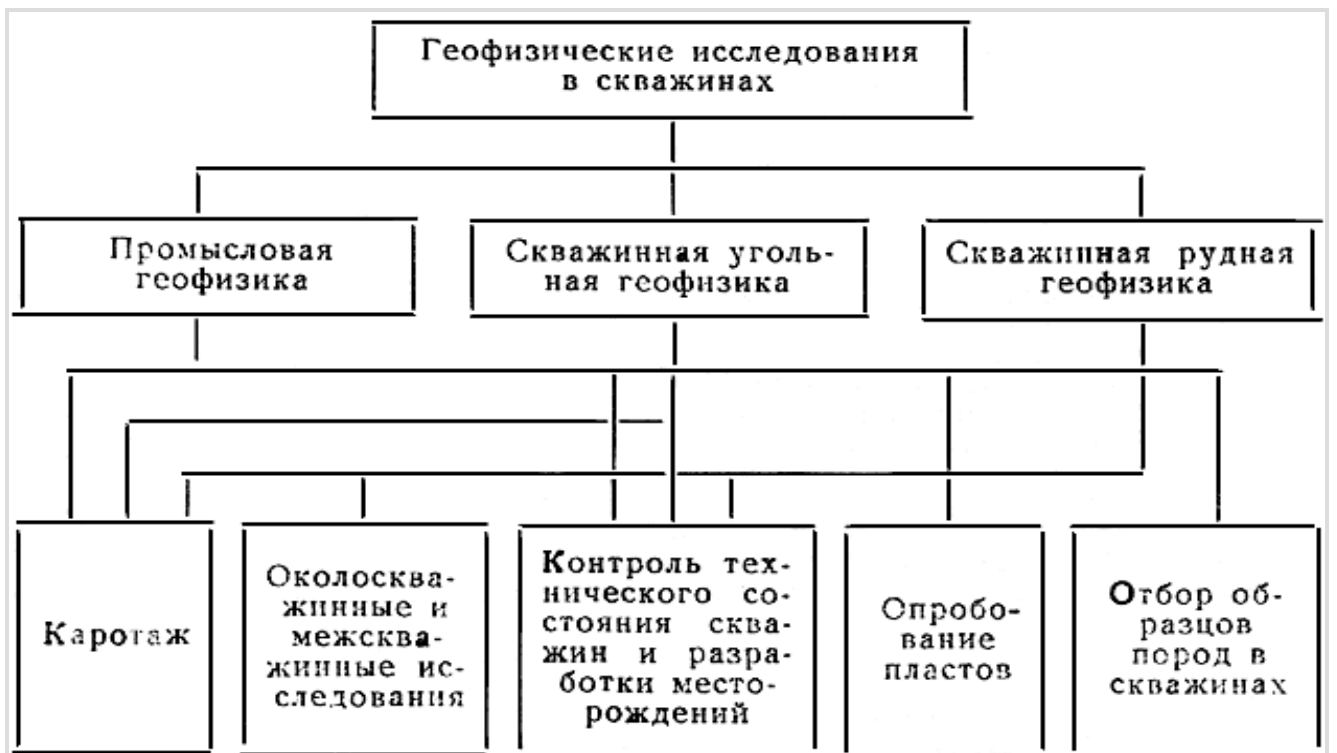 Геофизические исследования
в скважинах
Промысловая
геофизика
Скважинная уголь-
ная геофизика
Скважинная рудная
геофизика
Каротаж
Околосква-
жинные и
межсква-
жинные ис-
следования
Контроль тех-
нического со-
стояния сква-
жин и разра-
ботки место-
рождений
Опробо-
вание
пластов
Отбор об-
разцов
пород в
скважинах